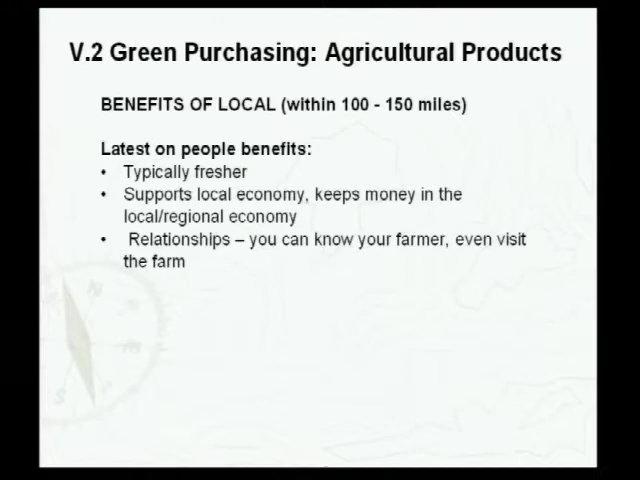 V.2 Green Purchasing: Agricultural Products
BENEFITS OF LOCAL (within 100 - 150 miles)
Latest on people benefits:
• Typically fresher
• Supports local economy, keeps money in the
local/regional economy
• Relationships – you can know your farmer, even visit
the farm
N
E
S